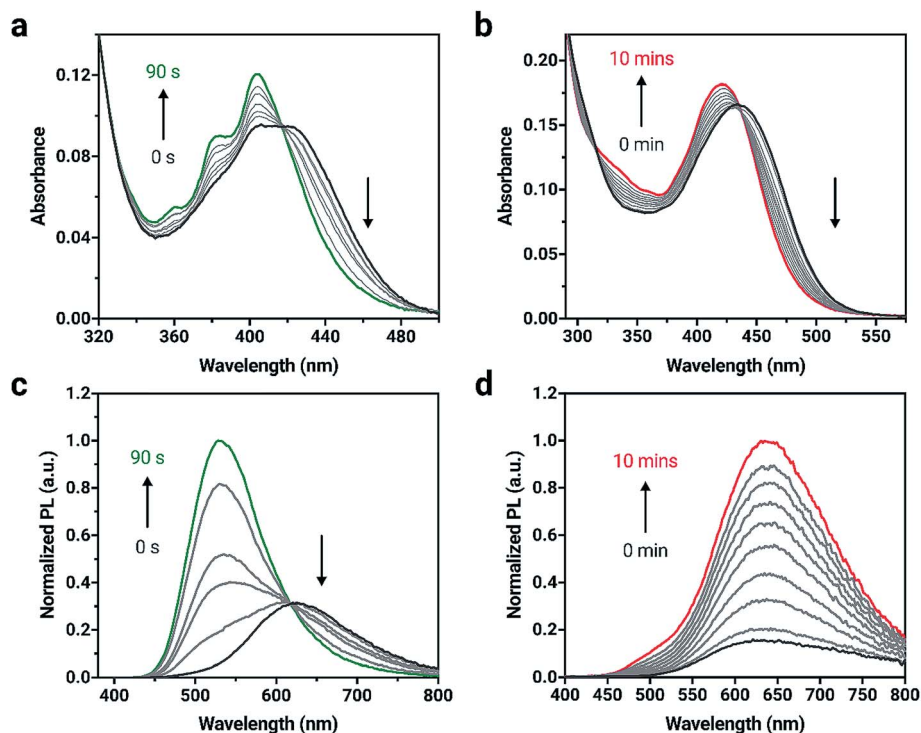 a
0.12
0.08
0.04
0.00
Absorbance
90 s
0 s
320 360 400 440 480
Wavelength (nm)
b
0.20
0.15
0.10
0.05
0.00
Absorbance
10 mins
0 min
300 350 400 450 500 550
Wavelength (nm)
c
1.2
1.0
0.8
0.6
0.4
0.2
0.0
Normalized PL (a.u.)
90 s
0 s
400 500 600 700 800
Wavelength (nm)
d
1.2
1.0
0.8
0.6
0.4
0.2
0.0
Normalized PL (a.u.)
10 mins
0 min
400 450 500 550 600 650 700 750 800
Wavelength (nm)